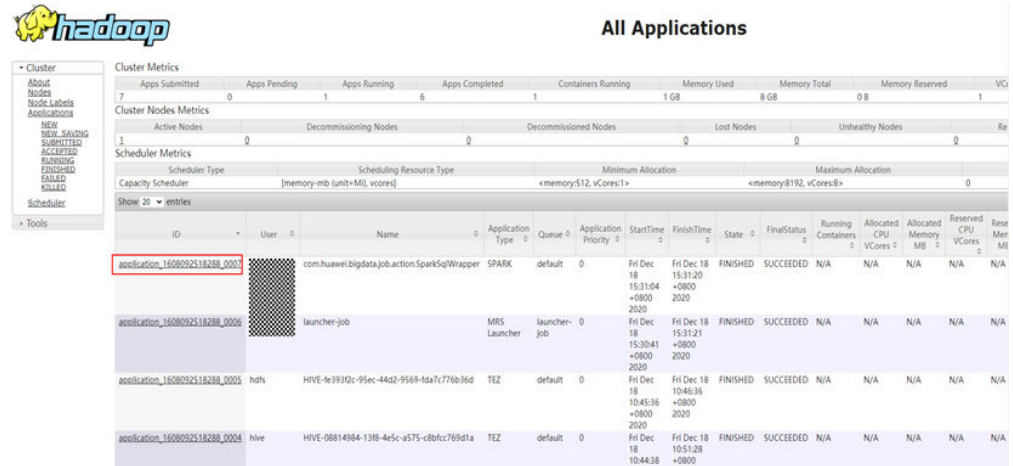 hadoop
All Applications
Cluster
About
Nodes
Node Labels
Applications
NEW
NEW_SAVING
SUBMITTED
ACCEPTED
RUNNING
FINISHED
FAILED
KILLED
Scheduler
Tools
Cluster Metrics
Apps Submitted Apps Pending Apps Running Apps Completed Containers Running Memory Used Memory Total Memory Reserved VC
7 0 1 6 1 1 GB 8 GB 0 B 1
Cluster Nodes Metrics
Active Nodes Decommissioning Nodes Decommissioned Nodes Lost Nodes Unhealthy Nodes Re
1 0 0 0 0 0
Scheduler Metrics
Scheduler Type Scheduling Resource Type Minimum Allocation Maximum Allocation
Capacity Scheduler [memory-mb (unit=Mi), vcores] <memory:512, vCores:1> <memory:8192, vCores:8> 0
Show 20 entries
ID User Name Application Type Queue Application Priority StartTime FinishTime State FinalStatus Running Containers Allocated CPU VCores Allocated Memory MB Reserved CPU VCores Rese Mem MB
application_1608092518288_0007 com.huawei.bigdata.job.action.SparkSqlWrapper SPARK default 0 Fri Dec 18 15:31:04 +0800 2020 Fri Dec 18 15:31:20 +0800 2020 FINISHED SUCCEEDED N/A N/A N/A N/A N/A
application_1608092518288_0006 launcher-job MRS Launcher launcher-job 0 Fri Dec 18 15:30:41 +0800 2020 Fri Dec 18 15:31:21 +0800 2020 FINISHED SUCCEEDED N/A N/A N/A N/A N/A
application_1608092518288_0005 hdfs HIVE-fe393f2c-95ec-44d2-9569-fda7c776b36d TEZ default 0 Fri Dec 18 10:45:36 +0800 2020 Fri Dec 18 10:46:36 +0800 2020 FINISHED SUCCEEDED N/A N/A N/A N/A N/A
application_1608092518288_0004 hive HIVE-08814984-13f8-4e5c-a575-c8bfcc769d1a TEZ default 0 Fri Dec 18 10:44:38 Fri Dec 18 10:51:28 +0800 FINISHED SUCCEEDED N/A N/A N/A N/A N/A